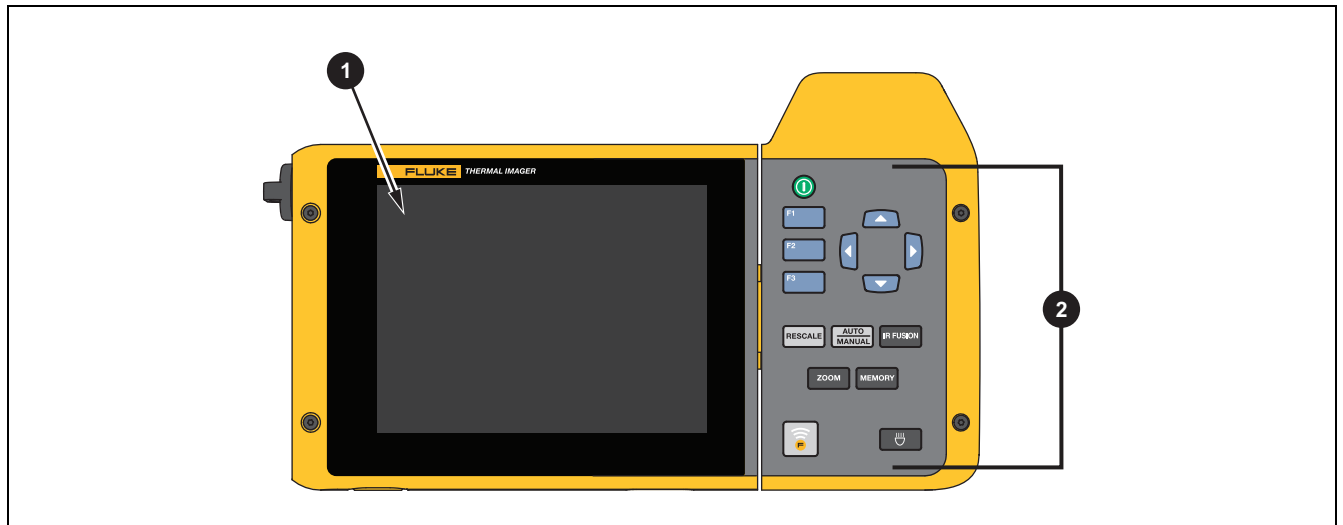 1
FLUKE THERMAL IMAGER
F1
F2
F3
2
RESCALE
AUTO
MANUAL
IR FUSION
ZOOM
MEMORY
F